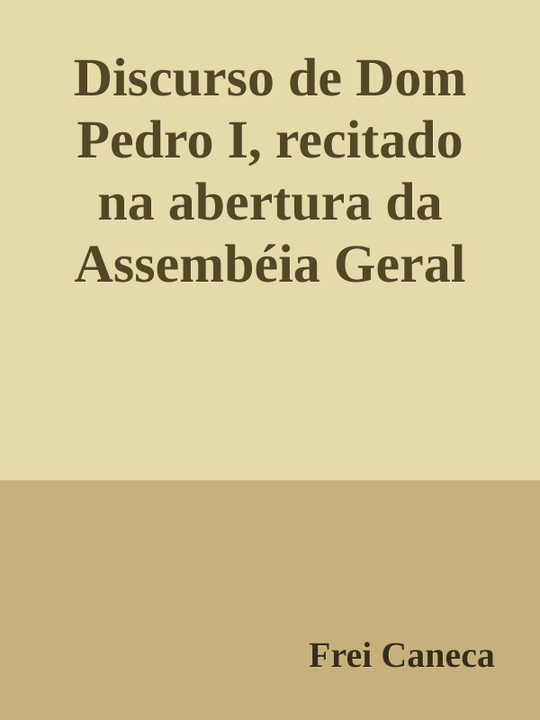 Discurso de Dom
Pedro I, recitado
na abertura da
Assembéia Geral
Frei Caneca